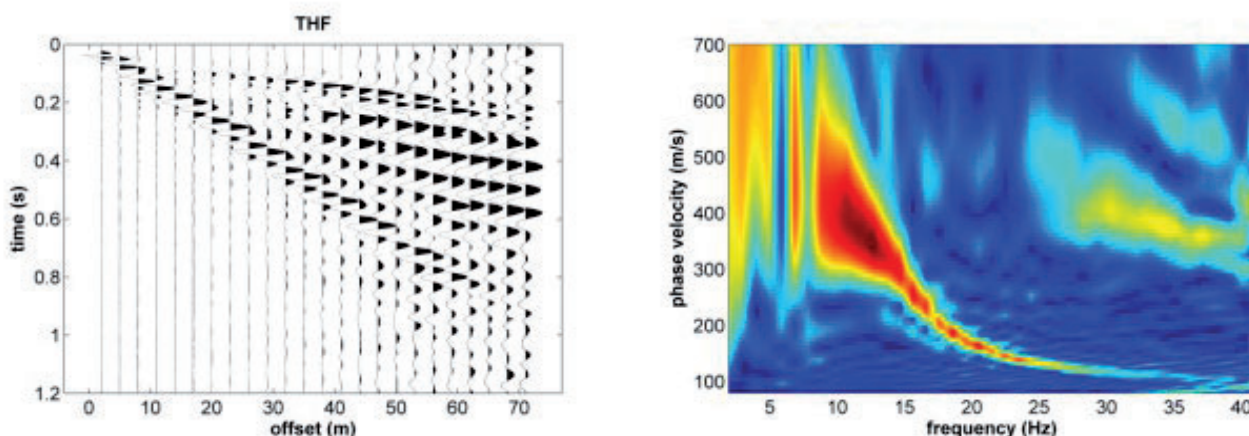 THF
0
0.2
0.4
0.6
0.8
1
1.2
time (s)
0 10 20 30 40 50 60 70
offset (m)
700
600
500
400
300
200
100
phase velocity (m/s)
5 10 15 20 25 30 35 40
frequency (Hz)